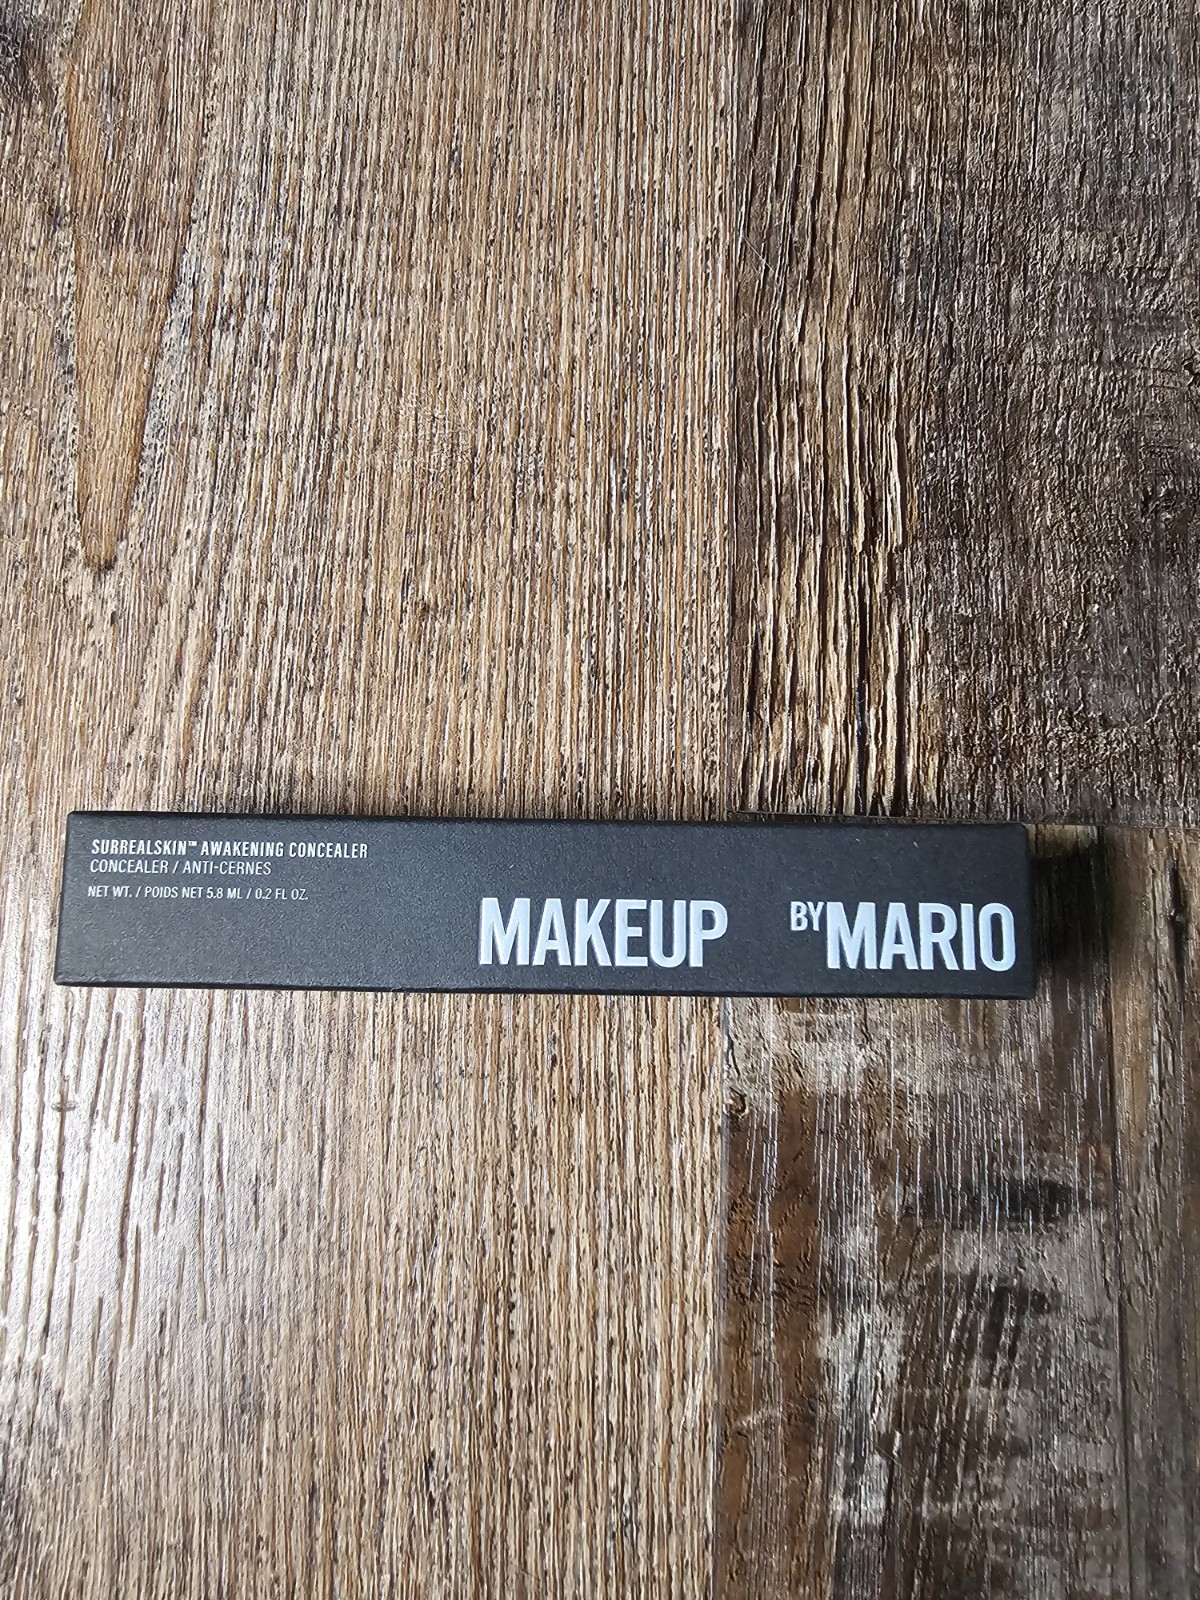 SURREALSKIN™ AWAKENING CONCEALER
CONCEALER / ANTI-CERNES
NET WT. / POIDS NET 5.8 ML / 0.2 FL OZ.
MAKEUP BY MARIO